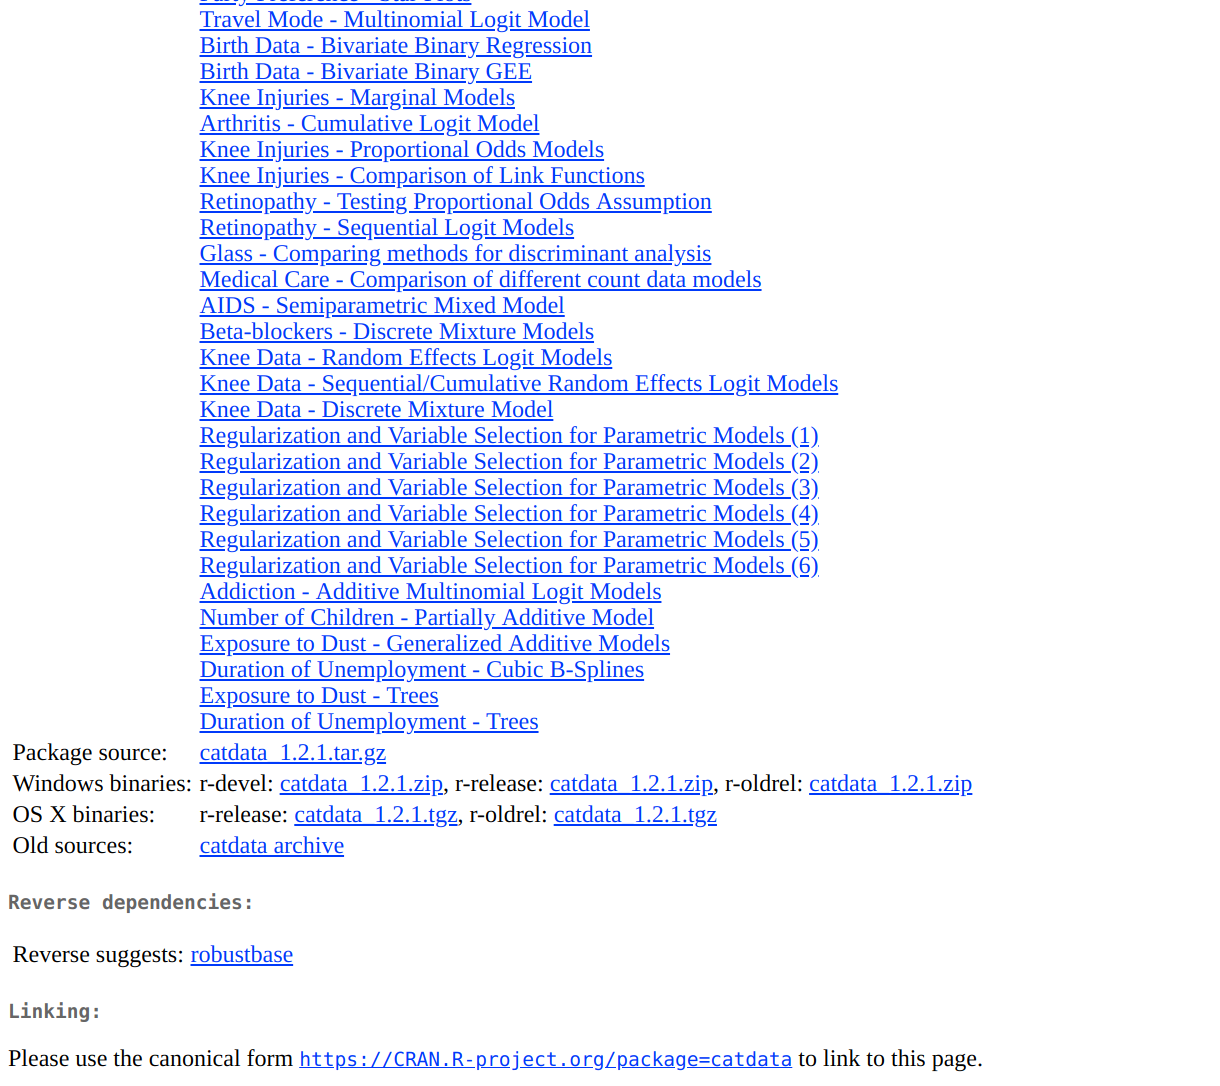 Travel Mode - Multinomial Logit Model
Birth Data - Bivariate Binary Regression
Birth Data - Bivariate Binary GEE
Knee Injuries - Marginal Models
Arthritis - Cumulative Logit Model
Knee Injuries - Proportional Odds Models
Knee Injuries - Comparison of Link Functions
Retinopathy - Testing Proportional Odds Assumption
Retinopathy - Sequential Logit Models
Glass - Comparing methods for discriminant analysis
Medical Care - Comparison of different count data models
AIDS - Semiparametric Mixed Model
Beta-blockers - Discrete Mixture Models
Knee Data - Random Effects Logit Models
Knee Data - Sequential/Cumulative Random Effects Logit Models
Knee Data - Discrete Mixture Model
Regularization and Variable Selection for Parametric Models (1)
Regularization and Variable Selection for Parametric Models (2)
Regularization and Variable Selection for Parametric Models (3)
Regularization and Variable Selection for Parametric Models (4)
Regularization and Variable Selection for Parametric Models (5)
Regularization and Variable Selection for Parametric Models (6)
Addiction - Additive Multinomial Logit Models
Number of Children - Partially Additive Model
Exposure to Dust - Generalized Additive Models
Duration of Unemployment - Cubic B-Splines
Exposure to Dust - Trees
Duration of Unemployment - Trees
Package source: catdata_1.2.1.tar.gz
Windows binaries: r-devel: catdata_1.2.1.zip, r-release: catdata_1.2.1.zip, r-oldrel: catdata_1.2.1.zip
OS X binaries: r-release: catdata_1.2.1.tgz, r-oldrel: catdata_1.2.1.tgz
Old sources: catdata archive
Reverse dependencies:
Reverse suggests: robustbase
Linking:
Please use the canonical form https://CRAN.R-project.org/package=catdata to link to this page.